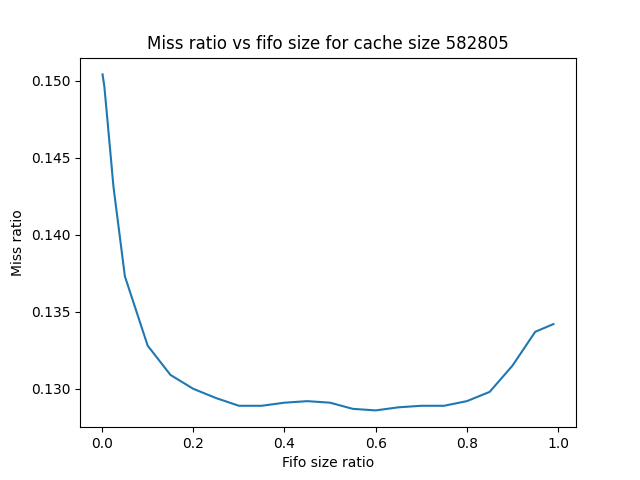 Miss ratio vs fifo size for cache size 582805
0.150
0.145
0.140
0.135
0.130
Miss ratio
0.0 0.2 0.4 0.6 0.8 1.0
Fifo size ratio